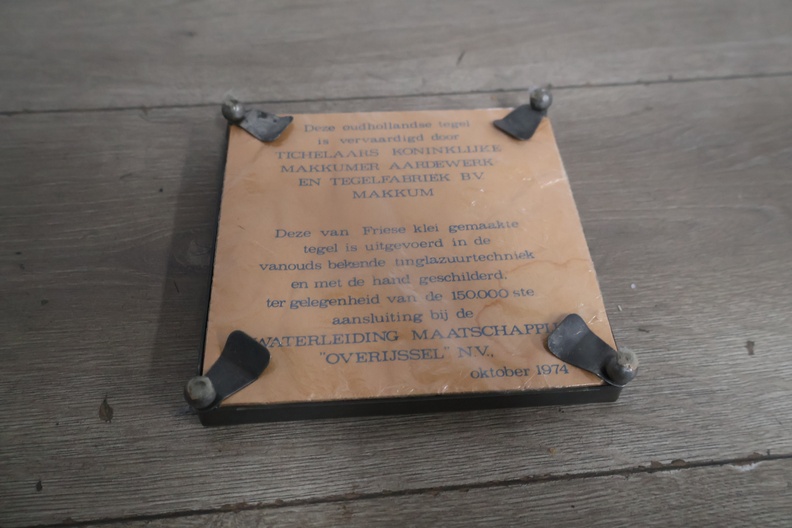 Deze oudhollandse tegel
is vervaardigd door
TICHELAARS KONINKLIJKE
MAKKUMER AARDEWERK-
EN TEGELFABRIEK B.V.
MAKKUM
Deze van Friese klei gemaakte
tegel is uitgevoerd in de
vanouds bekende tinglazuurtechniek
en met de hand geschilderd,
ter gelegenheid van de 150.000 ste
aansluiting bij de
WATERLEIDING MAATSCHAPPIJ
"OVERIJSSEL" N.V.,
oktober 1974